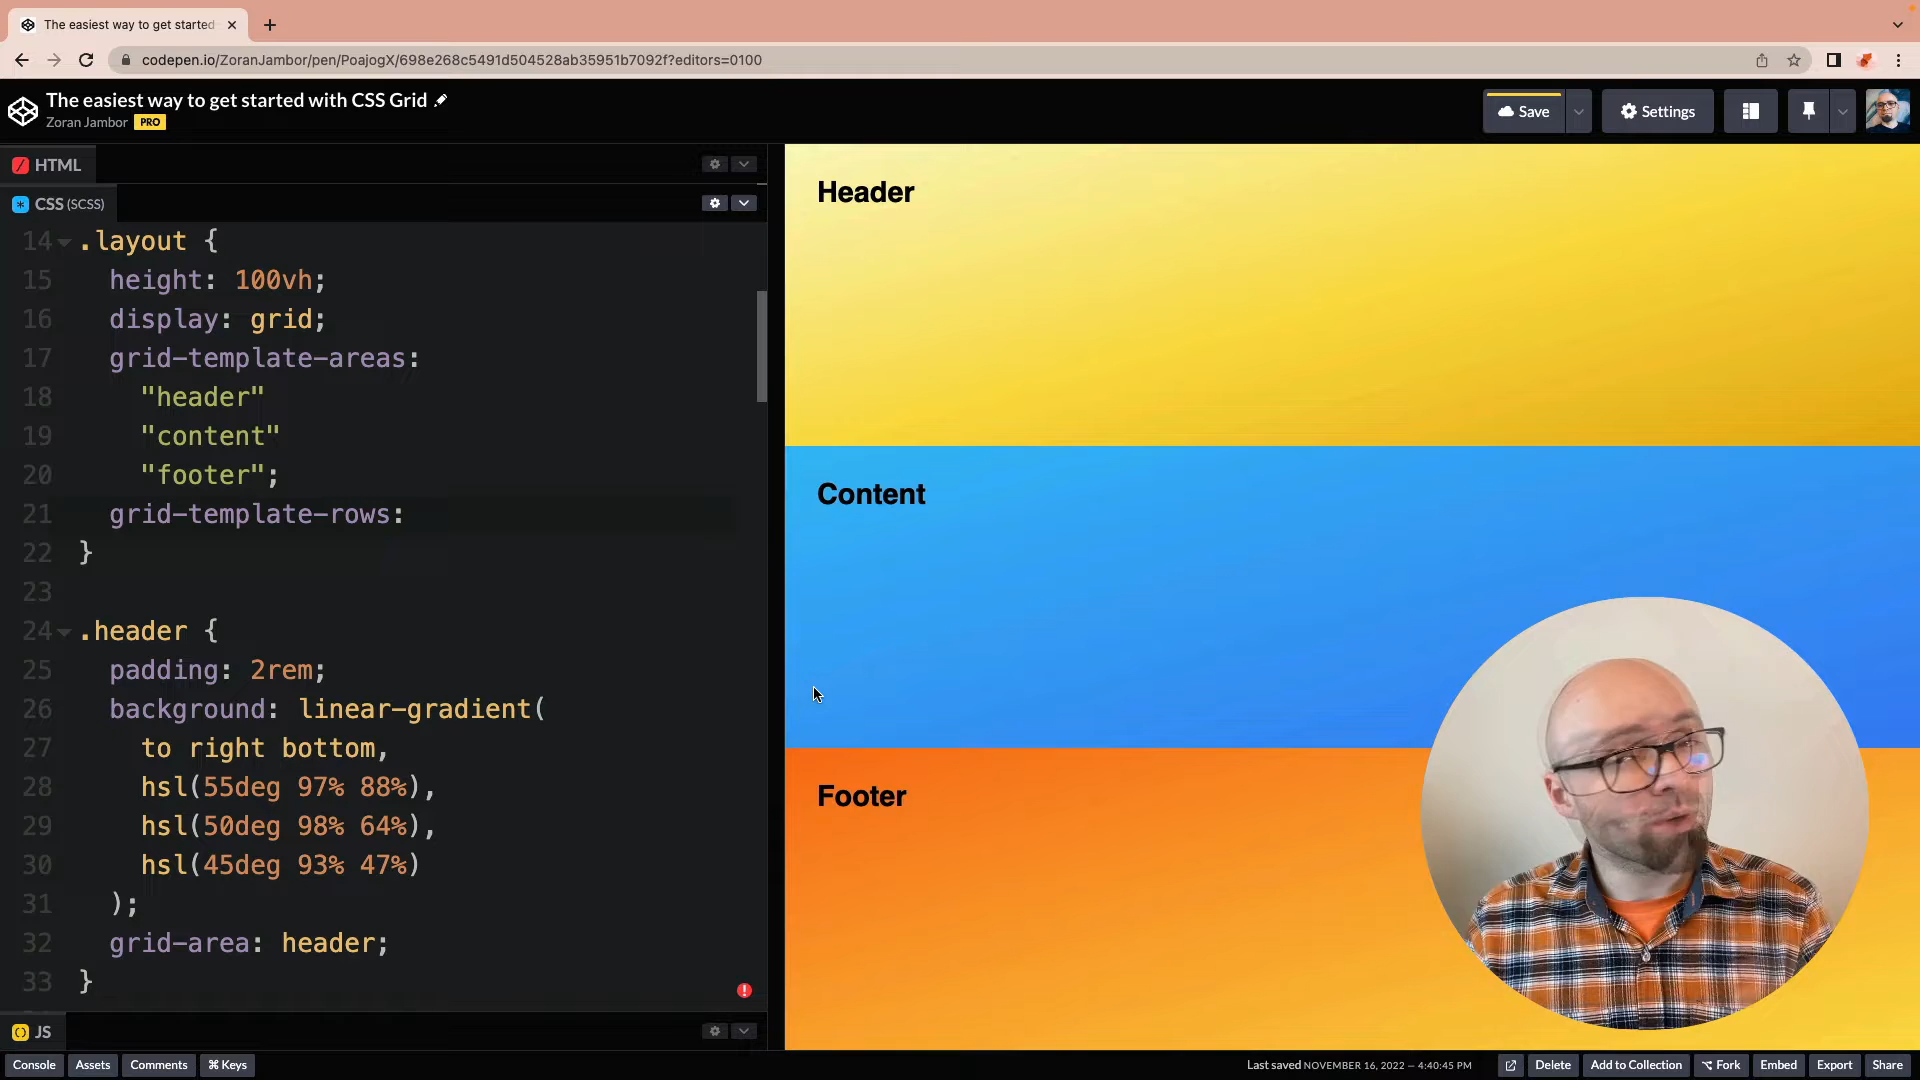 The easiest way to get started
codepen.io/ZoranJambor/pen/PoajogX/698e268c5491d504528ab35951b7092f?editors=0100
The easiest way to get started with CSS Grid
Zoran Jambor PRO
Save
Settings
HTML
CSS (SCSS)
14 .layout {
15 height: 100vh;
16 display: grid;
17 grid-template-areas:
18 "header"
19 "content"
20 "footer";
21 grid-template-rows:
22 }
23
24 .header {
25 padding: 2rem;
26 background: linear-gradient(
27 to right bottom,
28 hsl(55deg 97% 88%),
29 hsl(50deg 98% 64%),
30 hsl(45deg 93% 47%)
31 );
32 grid-area: header;
33 }
JS
Header
Content
Footer
Console Assets Comments ⌘ Keys
Last saved NOVEMBER 16, 2022 — 4:40:45 PM
Delete Add to Collection Fork Embed Export Share